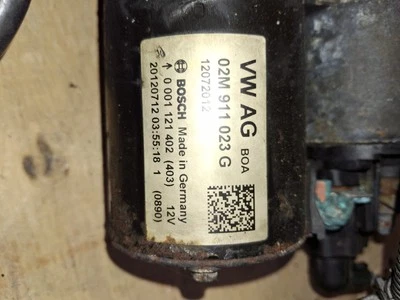 VW AG BOA
02M 911 023 G
12072012
BOSCH Made in Germany
0 001 121 402 (403) 12V
20120712 03:55:18 1 (0890)